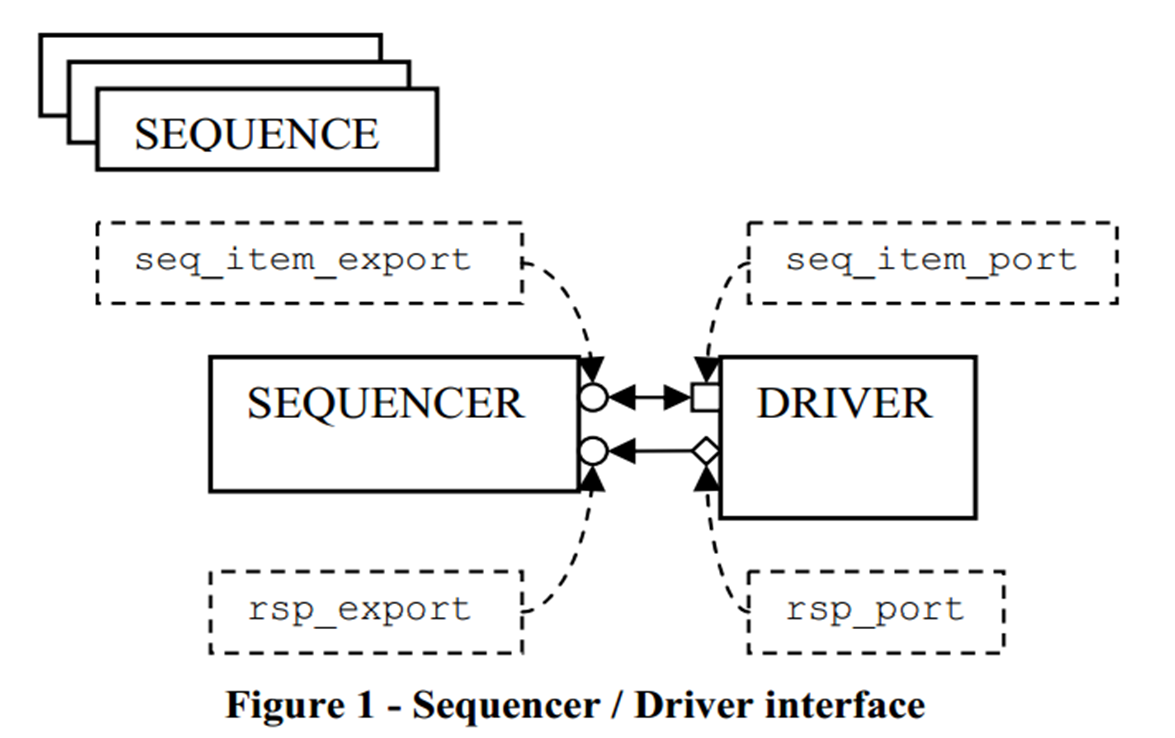 SEQUENCE
seq_item_export
seq_item_port
SEQUENCER
DRIVER
rsp_export
rsp_port
Figure 1 - Sequencer / Driver interface